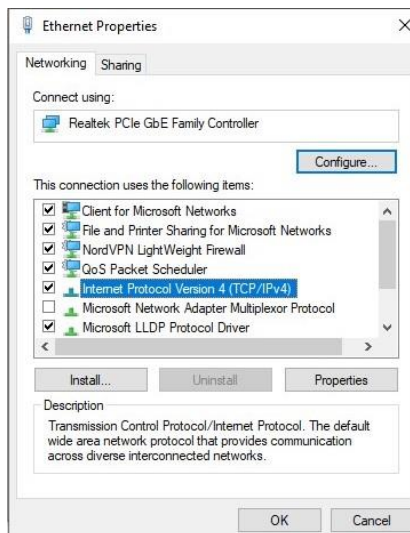 Ethernet Properties
Networking
Sharing
Connect using:
Realtek PCIe GbE Family Controller
Configure...
This connection uses the following items:
Client for Microsoft Networks
File and Printer Sharing for Microsoft Networks
NordVPN LightWeight Firewall
QoS Packet Scheduler
Internet Protocol Version 4 (TCP/IPv4)
Microsoft Network Adapter Multiplexor Protocol
Microsoft LLDP Protocol Driver
Install...
Uninstall
Properties
Description
Transmission Control Protocol/Internet Protocol. The default
wide area network protocol that provides communication
across diverse interconnected networks.
OK
Cancel